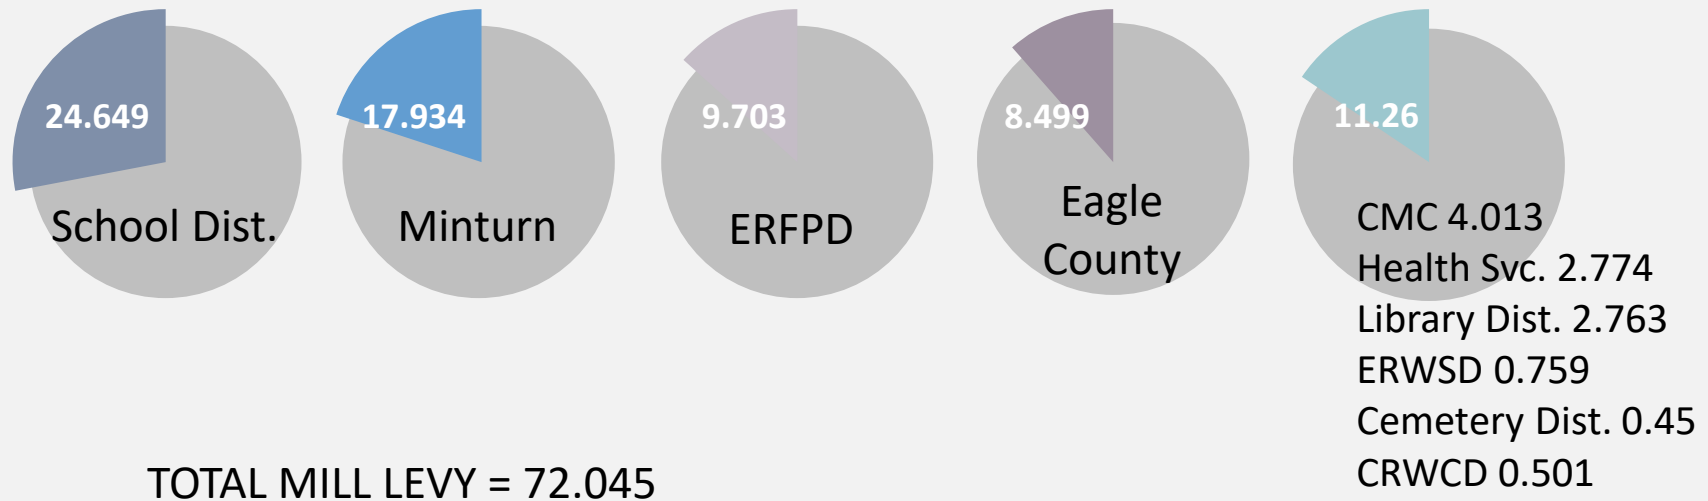 24.649
School Dist.
17.934
Minturn
9.703
ERFPD
8.499
Eagle
County
11.26
CMC 4.013
Health Svc. 2.774
Library Dist. 2.763
ERWSD 0.759
Cemetery Dist. 0.45
CRWCD 0.501
TOTAL MILL LEVY = 72.045